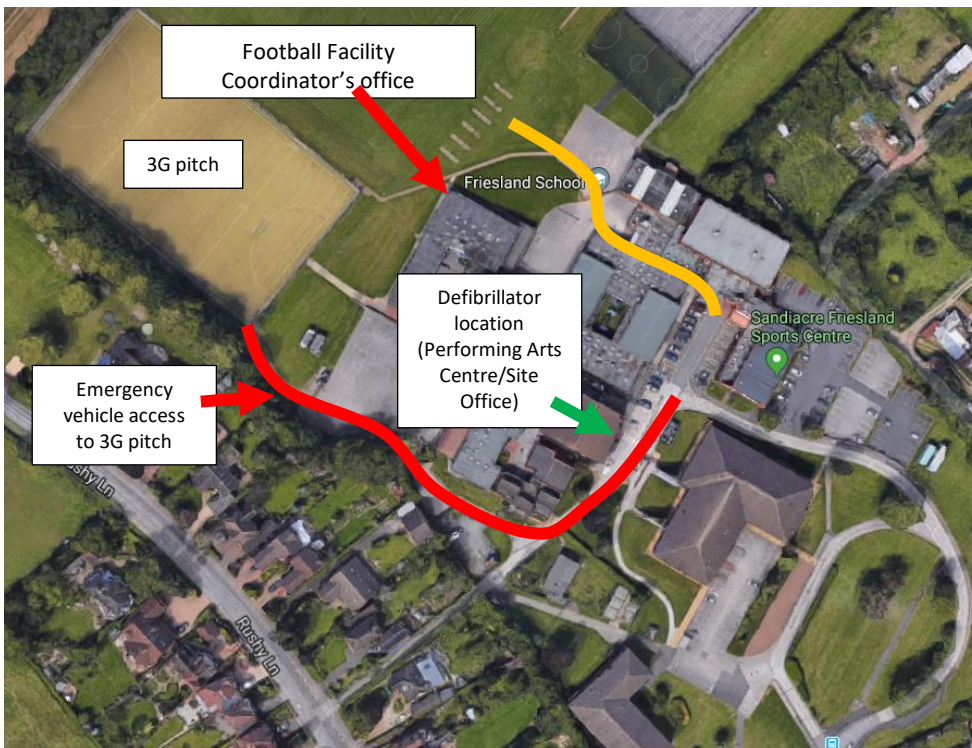 Football Facility
Coordinator's office
3G pitch
Friesland School
Defibrillator
location
(Performing Arts
Centre/Site
Office)
Sandiacre Friesland
Sports Centre
Emergency
vehicle access
to 3G pitch
Rushy Ln
Rushy Ln